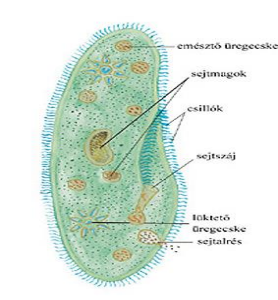 emésztő üregecske
sejtmagok
csillók
sejtszáj
lüktető
üregecske
sejtalrés